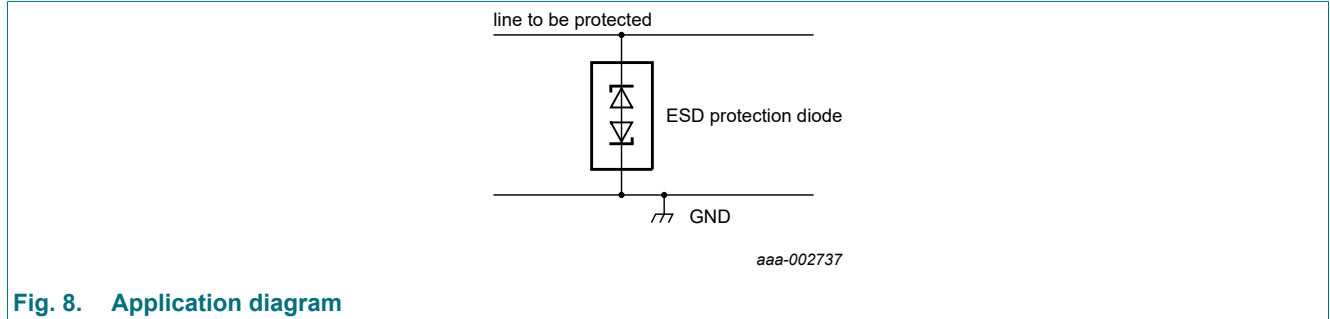 line to be protected
ESD protection diode
GND
aaa-002737
Fig. 8. Application diagram